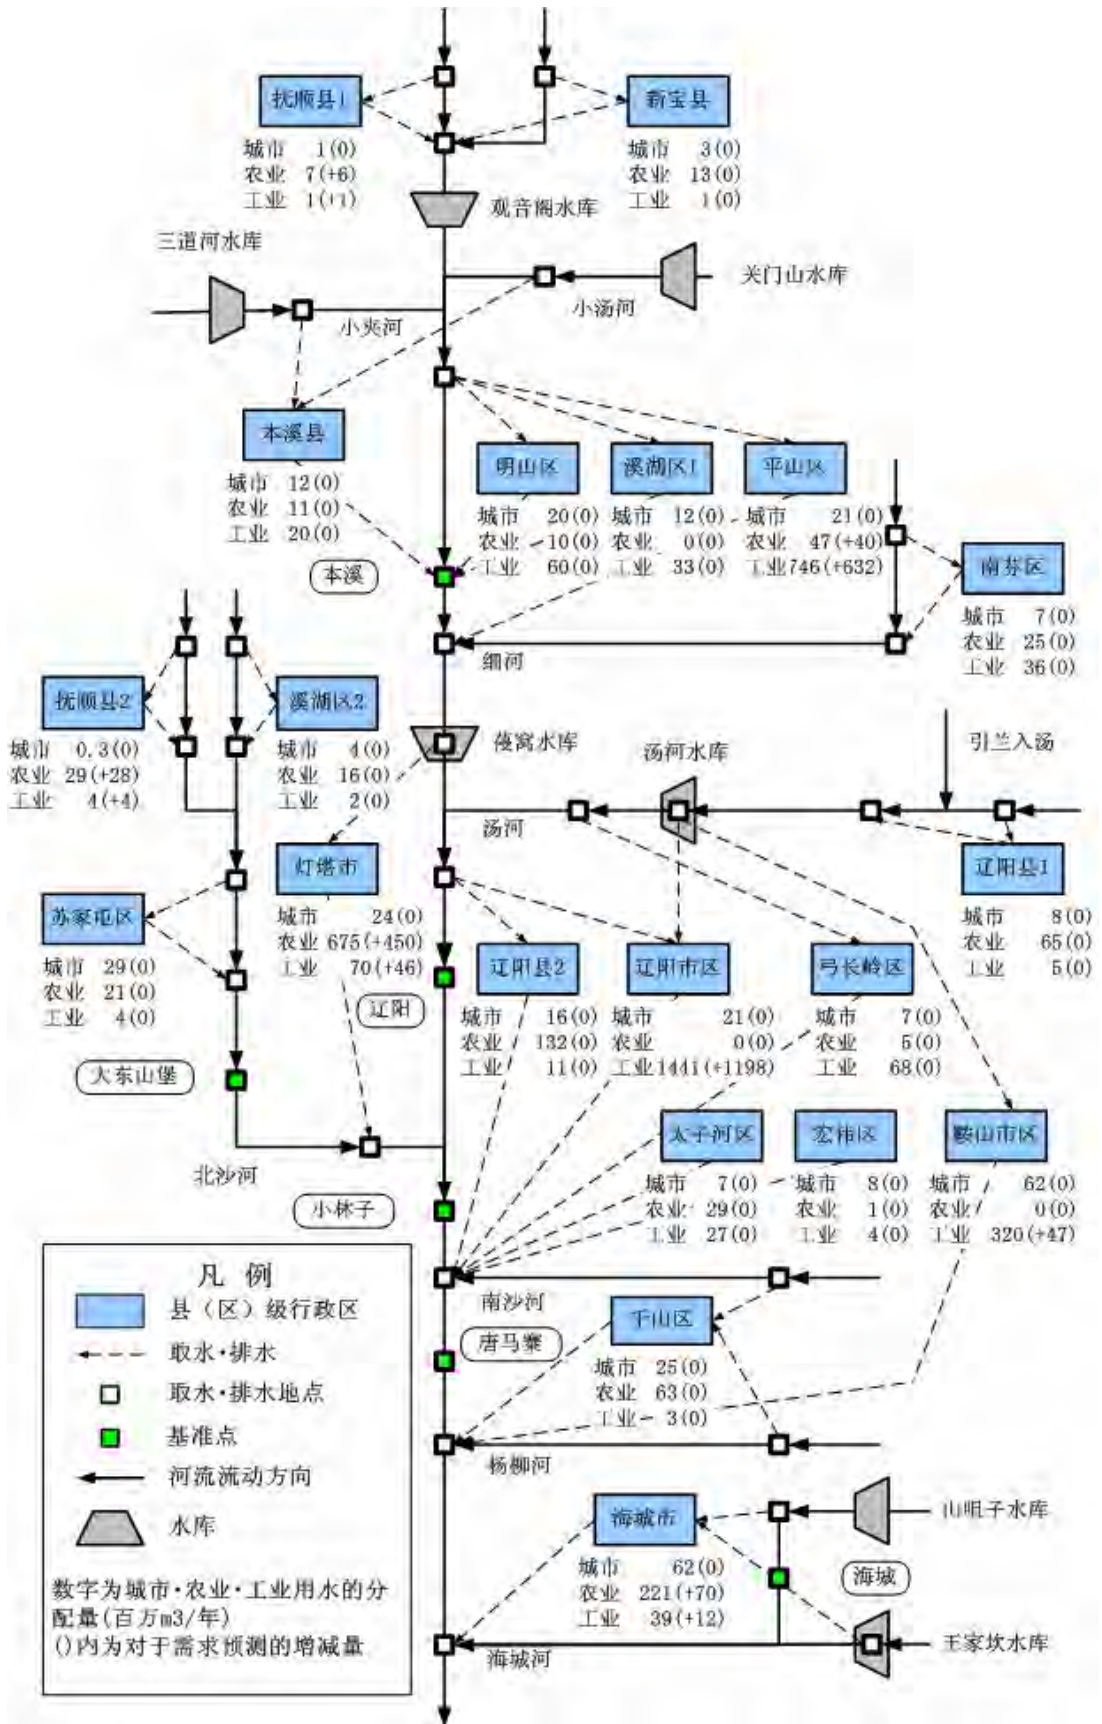 抚顺县1
新宾县
城市 1(0)
农业 7(+6)
工业 1(+1)
城市 3(0)
农业 13(0)
工业 1(0)
观音阁水库
三道河水库
关门山水库
小汤河
小夹河
本溪县
城市 12(0)
农业 11(0)
工业 20(0)
明山区
溪湖区1
平山区
城市 20(0)
农业 10(0)
工业 60(0)
城市 12(0)
农业 0(0)
工业 33(0)
城市 21(0)
农业 47(+40)
工业 746(+632)
本溪
南芬区
城市 7(0)
农业 25(0)
工业 36(0)
细河
抚顺县2
溪湖区2
城市 0.3(0)
农业 29(+28)
工业 4(+4)
城市 4(0)
农业 16(0)
工业 2(0)
葠窝水库
汤河水库
引兰入汤
汤河
灯塔市
城市 24(0)
农业 675(+450)
工业 70(+46)
辽阳县1
城市 8(0)
农业 65(0)
工业 5(0)
苏家屯区
城市 29(0)
农业 21(0)
工业 4(0)
辽阳县2
辽阳市区
弓长岭区
辽阳
城市 16(0)
农业 132(0)
工业 11(0)
城市 21(0)
农业 0(0)
工业 1441(+1198)
城市 7(0)
农业 5(0)
工业 68(0)
大东山堡
太子河区
宏伟区
鞍山市区
城市 7(0)
农业 29(0)
工业 27(0)
城市 8(0)
农业 1(0)
工业 4(0)
城市 62(0)
农业 0(0)
工业 320(+47)
北沙河
小林子
南沙河
唐马寨
千山区
城市 25(0)
农业 63(0)
工业 3(0)
杨柳河
海城市
城市 62(0)
农业 221(+70)
工业 39(+12)
山咀子水库
海城
王家坎水库
海城河
凡 例
县（区）级行政区
取水·排水
取水·排水地点
基准点
河流流动方向
水库
数字为城市·农业·工业用水的分
配量(百万m3/年)
()内为对于需求预测的增减量